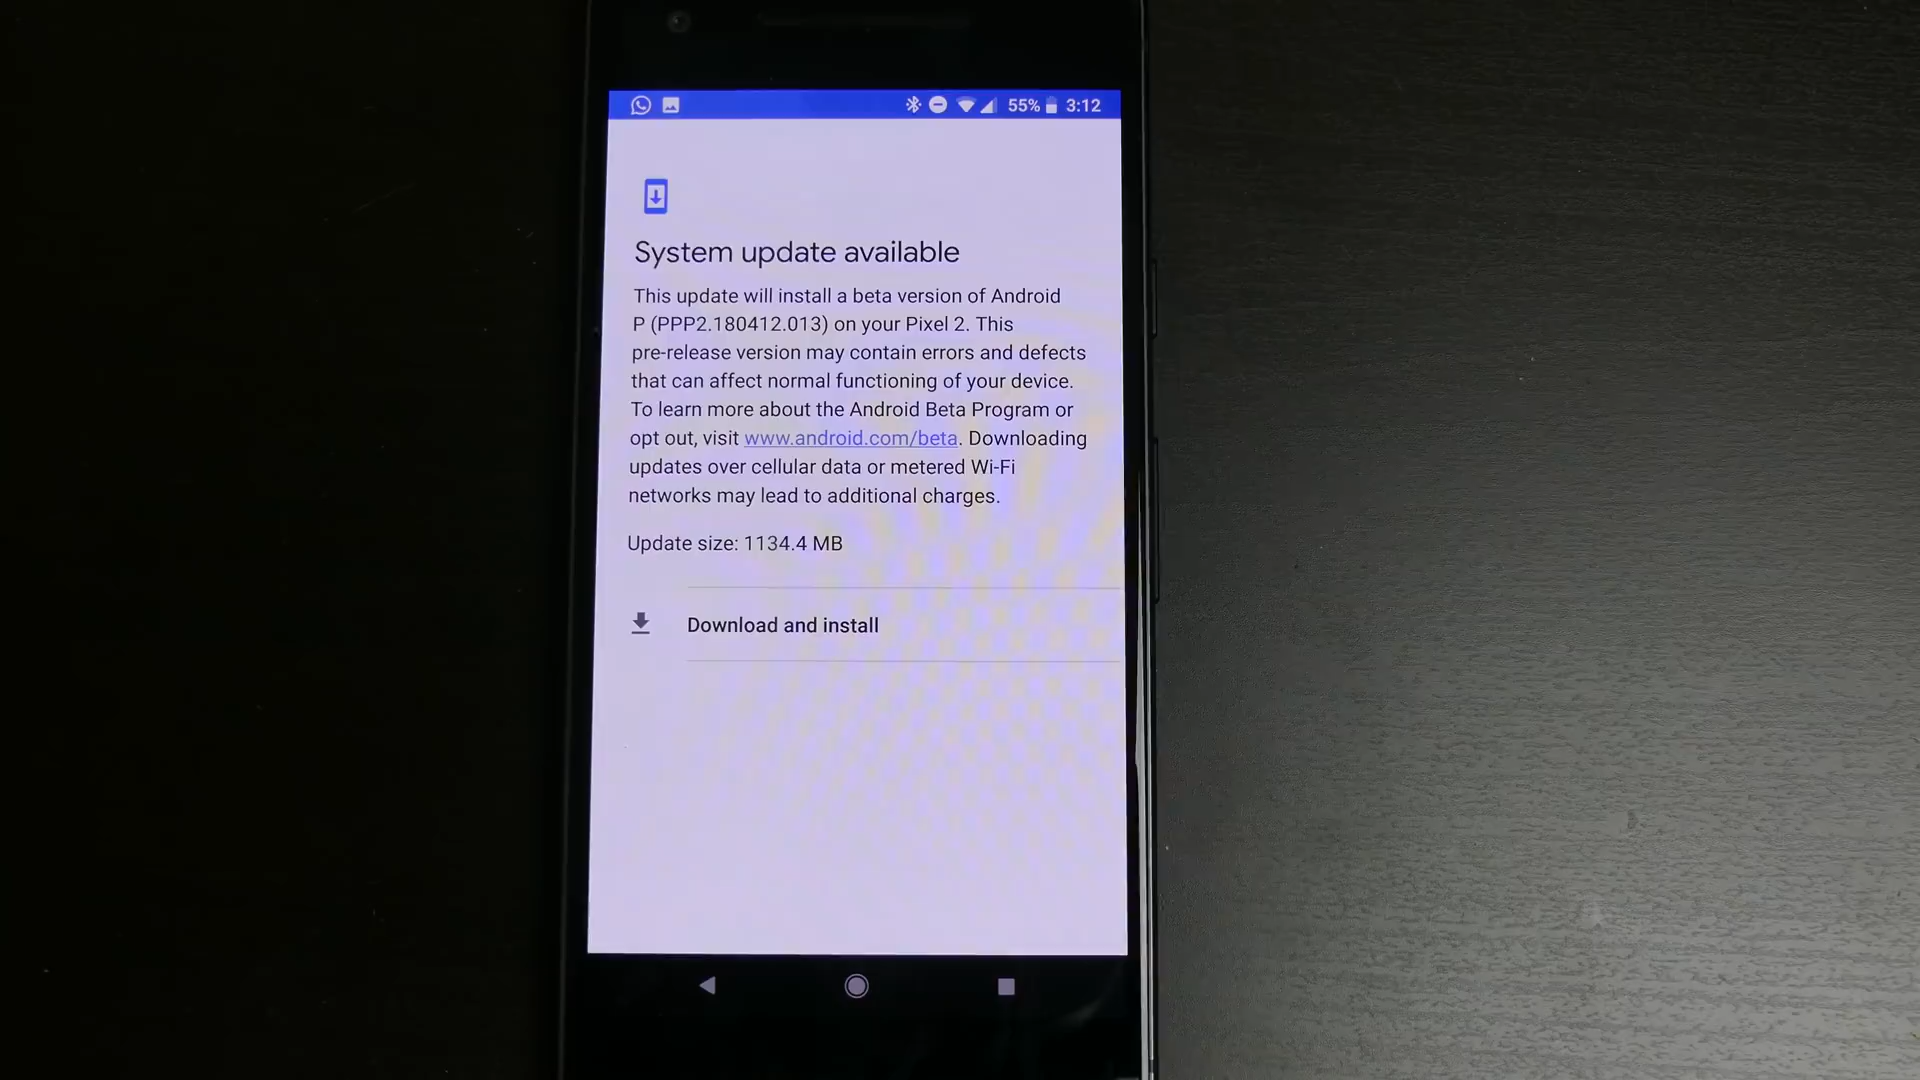 55% 3:12
System update available
This update will install a beta version of Android
P (PPP2.180412.013) on your Pixel 2. This
pre-release version may contain errors and defects
that can affect normal functioning of your device.
To learn more about the Android Beta Program or
opt out, visit www.android.com/beta. Downloading
updates over cellular data or metered Wi-Fi
networks may lead to additional charges.
Update size: 1134.4 MB
Download and install